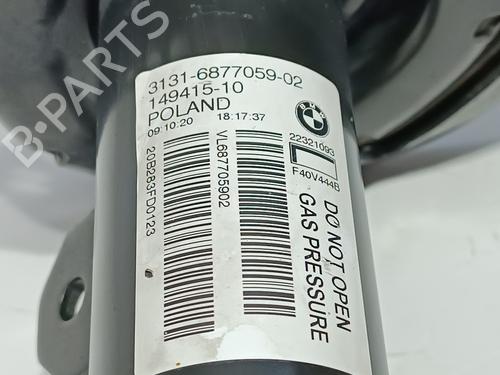 3131-6877059-02
149415-10
POLAND
09:10:20 18:17:37
22321093
F40V444B
VL687705902
20B283FD0123
DO NOT OPEN
GAS PRESSURE
BMW
B-PARTS